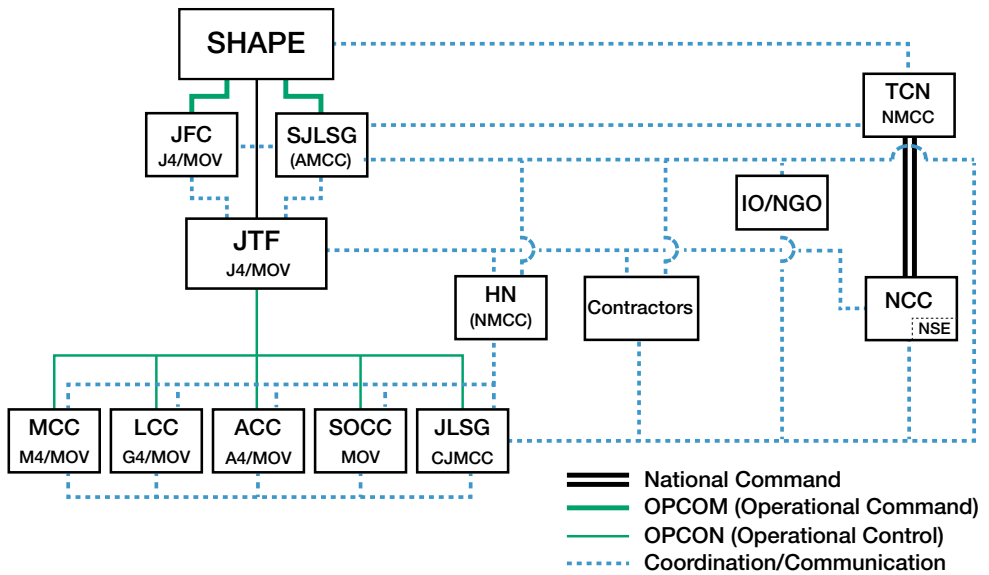 SHAPE
TCN
NMCC
JFC
J4/MOV
SJLSG
(AMCC)
IO/NGO
JTF
J4/MOV
HN
(NMCC)
Contractors
NCC
NSE
MCC
M4/MOV
LCC
G4/MOV
ACC
A4/MOV
SOCC
MOV
JLSG
CJMCC
National Command
OPCOM (Operational Command)
OPCON (Operational Control)
Coordination/Communication